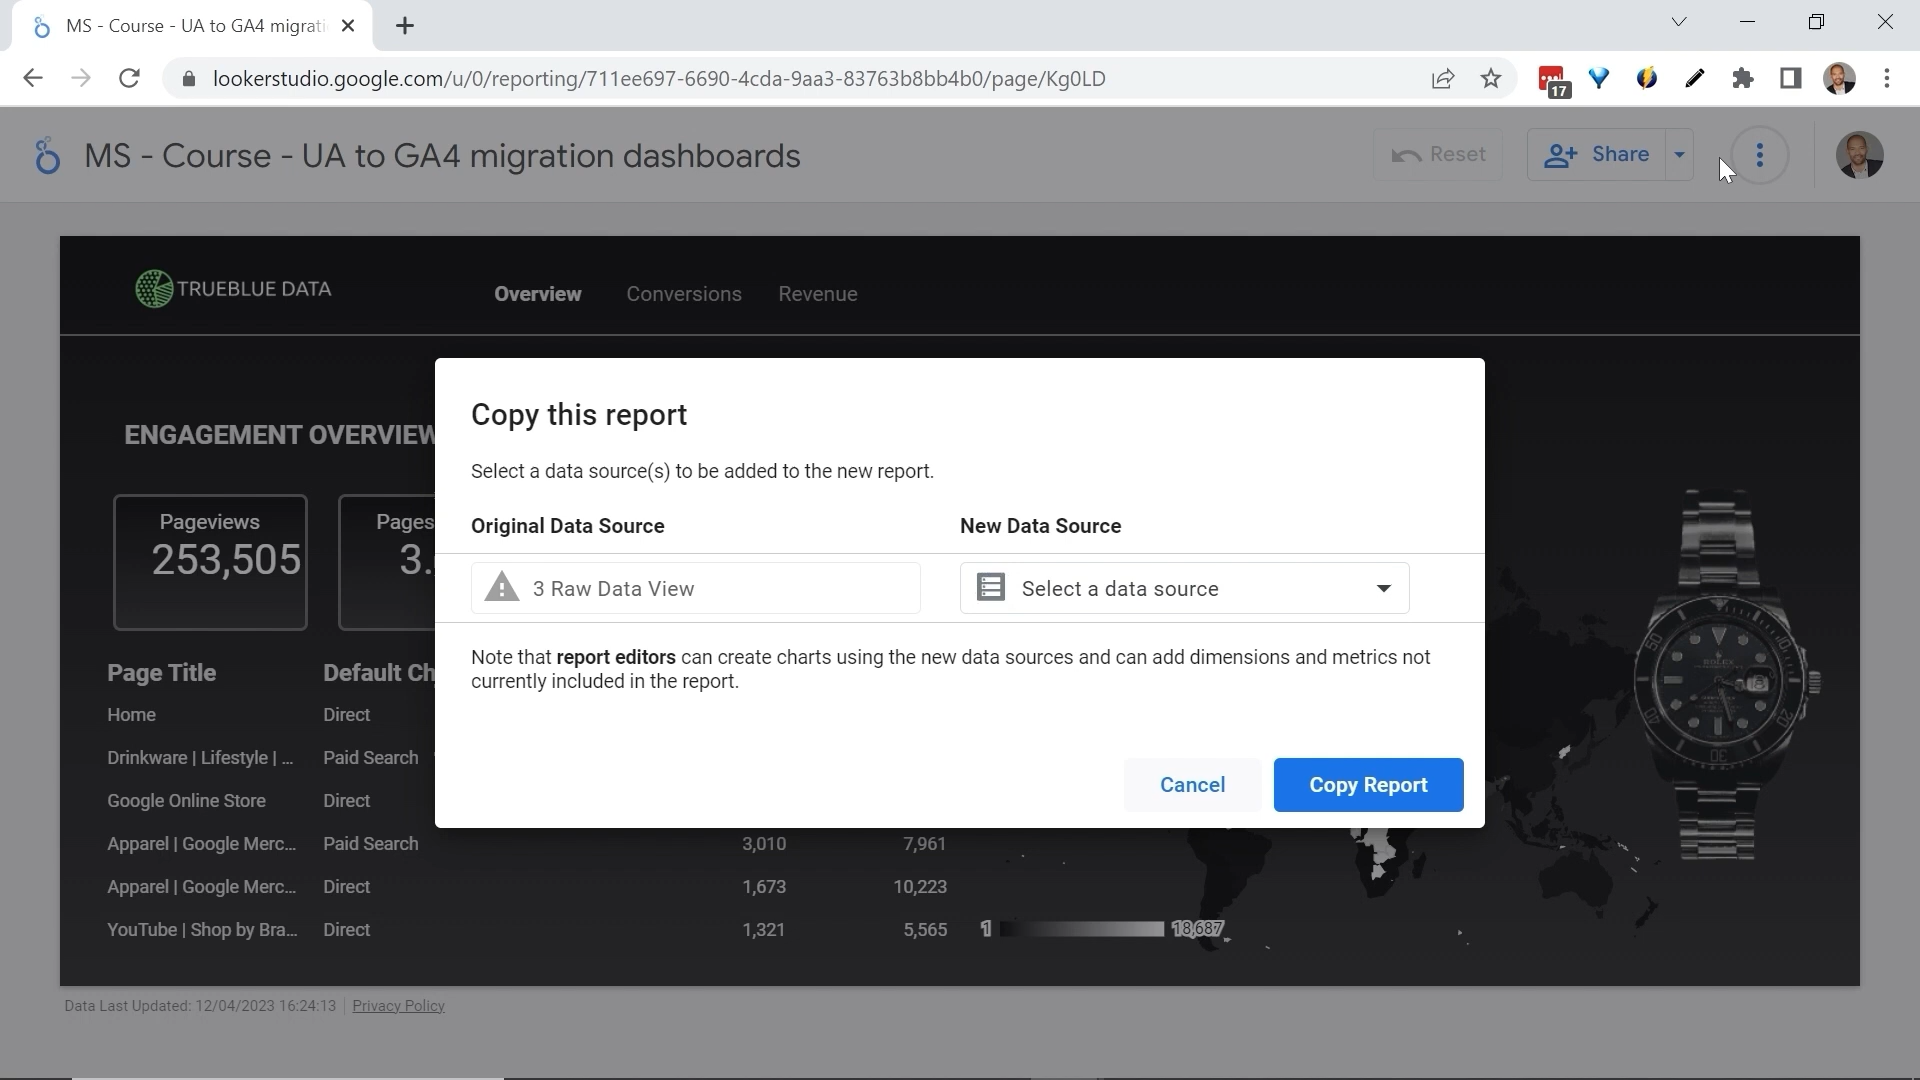 MS - Course - UA to GA4 migrati
lookerstudio.google.com/u/0/reporting/711ee697-6690-4cda-9aa3-83763b8bb4b0/page/Kg0LD
17
MS - Course - UA to GA4 migration dashboards
Reset
Share
TRUEBLUE DATA
Overview
Conversions
Revenue
ENGAGEMENT OVERVIEW
Pageviews
253,505
Pages
3.
Copy this report
Select a data source(s) to be added to the new report.
Original Data Source
New Data Source
3 Raw Data View
Select a data source
Note that report editors can create charts using the new data sources and can add dimensions and metrics not
currently included in the report.
Cancel
Copy Report
Page Title
Default Ch
Home
Direct
Drinkware | Lifestyle | ...
Paid Search
Google Online Store
Direct
Apparel | Google Merc...
Paid Search
3,010
7,961
Apparel | Google Merc...
Direct
1,673
10,223
YouTube | Shop by Bra...
Direct
1,321
5,565
1
18,687
ROLEX
Data Last Updated: 12/04/2023 16:24:13
Privacy Policy